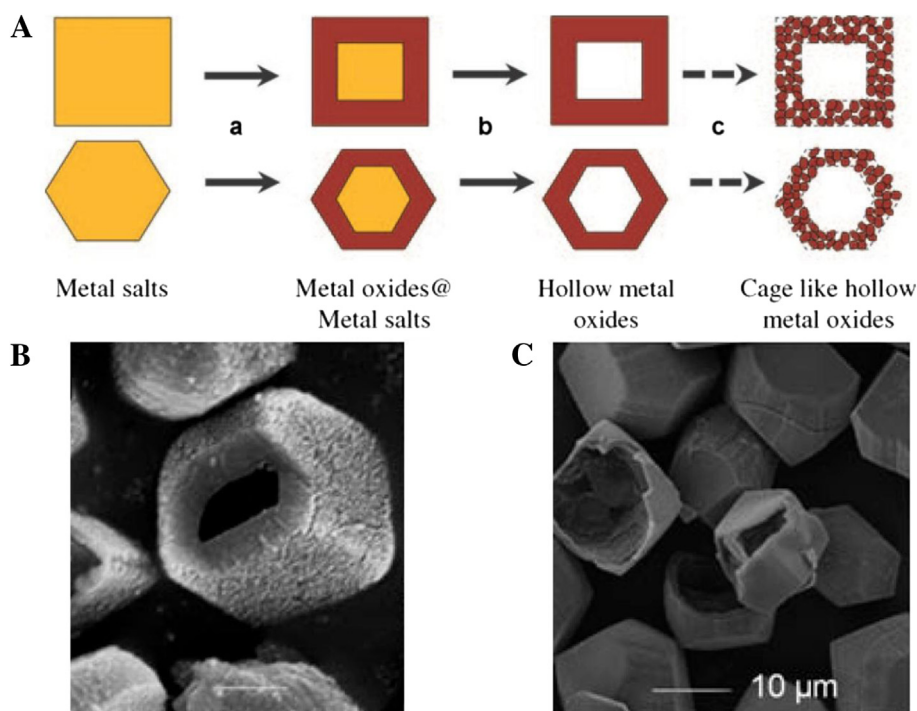 A
a
b
c
Metal salts
Metal oxides@
Metal salts
Hollow metal
oxides
Cage like hollow
metal oxides
B
C
10 µm